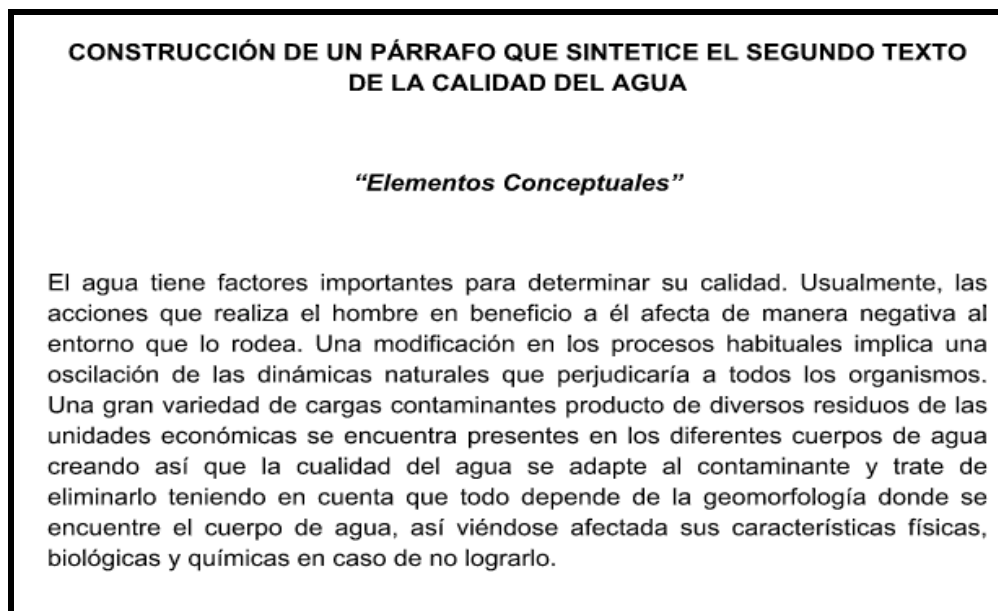 CONSTRUCCIÓN DE UN PÁRRAFO QUE SINTETICE EL SEGUNDO TEXTO
DE LA CALIDAD DEL AGUA
“Elementos Conceptuales”
El agua tiene factores importantes para determinar su calidad. Usualmente, las
acciones que realiza el hombre en beneficio a él afecta de manera negativa al
entorno que lo rodea. Una modificación en los procesos habituales implica una
oscilación de las dinámicas naturales que perjudicaría a todos los organismos.
Una gran variedad de cargas contaminantes producto de diversos residuos de las
unidades económicas se encuentra presentes en los diferentes cuerpos de agua
creando así que la cualidad del agua se adapte al contaminante y trate de
eliminarlo teniendo en cuenta que todo depende de la geomorfología donde se
encuentre el cuerpo de agua, así viéndose afectada sus características físicas,
biológicas y químicas en caso de no lograrlo.